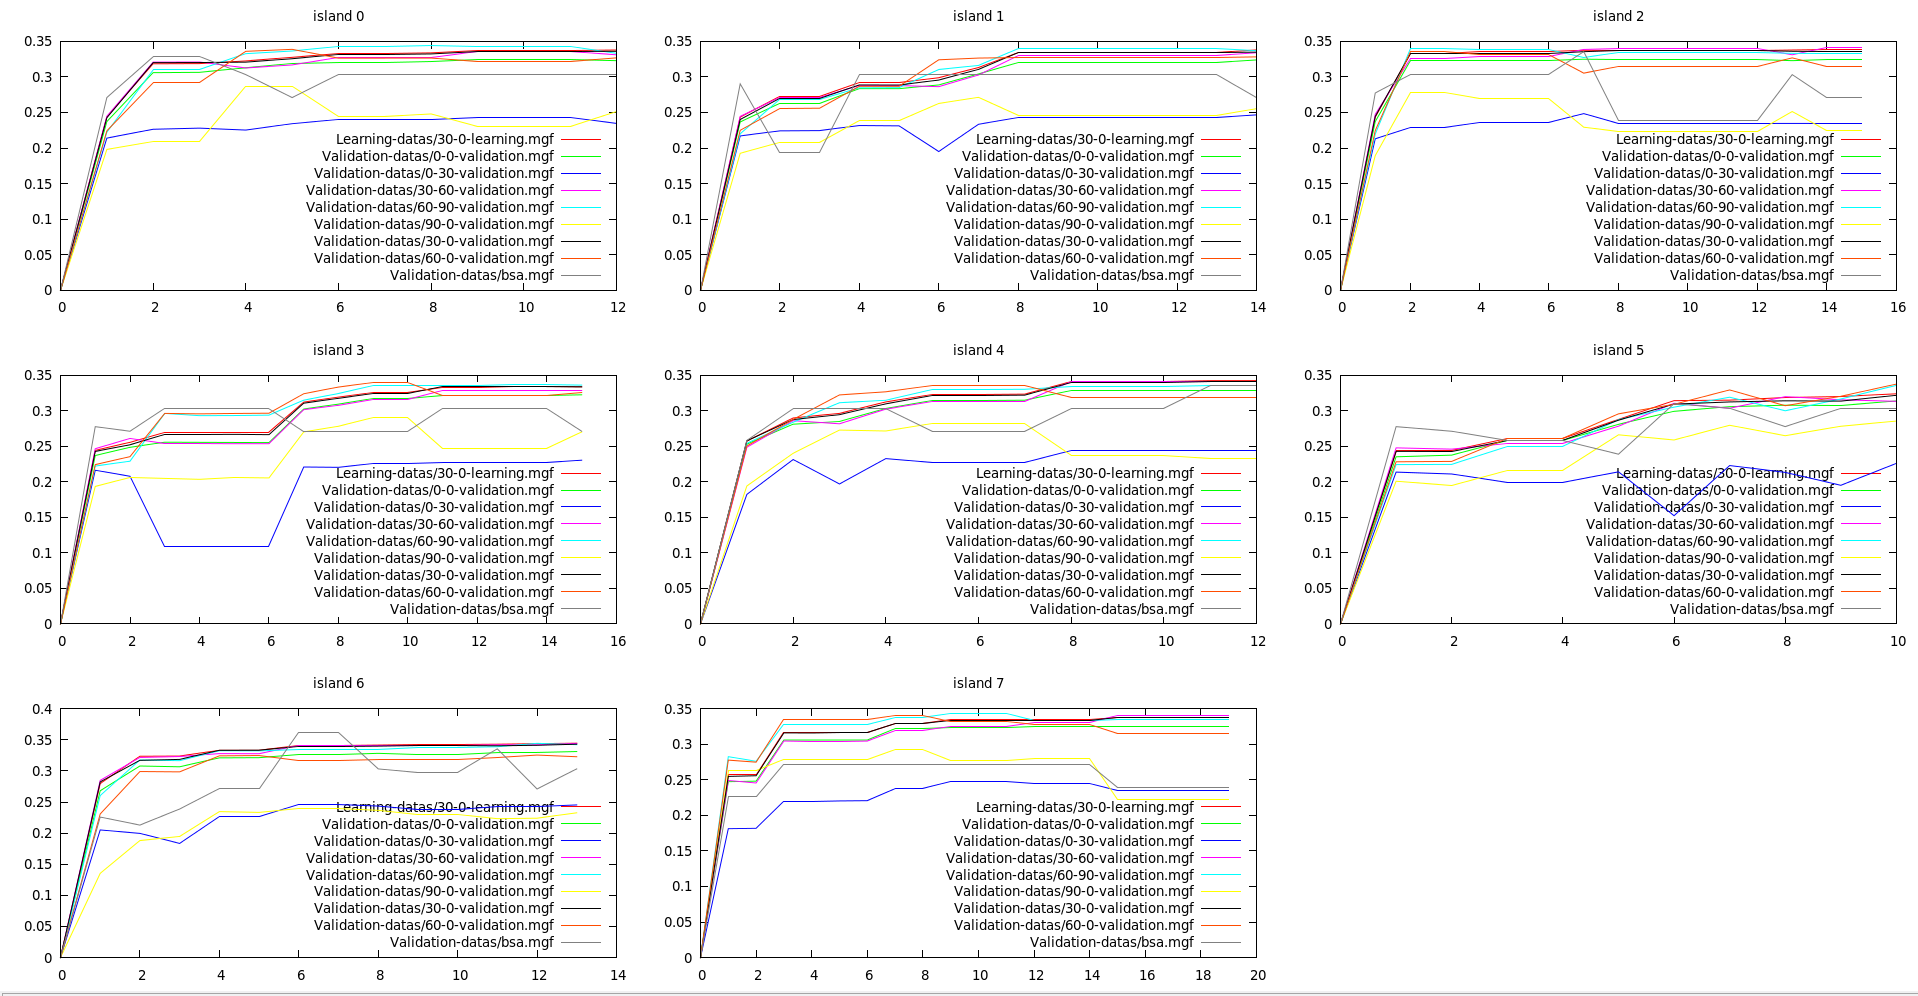 island 0
0.35
0.3
0.25
0.2
0.15
0.1
0.05
0
Learning-datas/30-0-learning.mgf
Validation-datas/0-0-validation.mgf
Validation-datas/0-30-validation.mgf
Validation-datas/30-60-validation.mgf
Validation-datas/60-90-validation.mgf
Validation-datas/90-0-validation.mgf
Validation-datas/30-0-validation.mgf
Validation-datas/60-0-validation.mgf
Validation-datas/bsa.mgf
0 2 4 6 8 10 12
island 1
0.35
0.3
0.25
0.2
0.15
0.1
0.05
0
Learning-datas/30-0-learning.mgf
Validation-datas/0-0-validation.mgf
Validation-datas/0-30-validation.mgf
Validation-datas/30-60-validation.mgf
Validation-datas/60-90-validation.mgf
Validation-datas/90-0-validation.mgf
Validation-datas/30-0-validation.mgf
Validation-datas/60-0-validation.mgf
Validation-datas/bsa.mgf
0 2 4 6 8 10 12 14
island 2
0.35
0.3
0.25
0.2
0.15
0.1
0.05
0
Learning-datas/30-0-learning.mgf
Validation-datas/0-0-validation.mgf
Validation-datas/0-30-validation.mgf
Validation-datas/30-60-validation.mgf
Validation-datas/60-90-validation.mgf
Validation-datas/90-0-validation.mgf
Validation-datas/30-0-validation.mgf
Validation-datas/60-0-validation.mgf
Validation-datas/bsa.mgf
0 2 4 6 8 10 12 14 16
island 3
0.35
0.3
0.25
0.2
0.15
0.1
0.05
0
Learning-datas/30-0-learning.mgf
Validation-datas/0-0-validation.mgf
Validation-datas/0-30-validation.mgf
Validation-datas/30-60-validation.mgf
Validation-datas/60-90-validation.mgf
Validation-datas/90-0-validation.mgf
Validation-datas/30-0-validation.mgf
Validation-datas/60-0-validation.mgf
Validation-datas/bsa.mgf
0 2 4 6 8 10 12 14 16
island 4
0.35
0.3
0.25
0.2
0.15
0.1
0.05
0
Learning-datas/30-0-learning.mgf
Validation-datas/0-0-validation.mgf
Validation-datas/0-30-validation.mgf
Validation-datas/30-60-validation.mgf
Validation-datas/60-90-validation.mgf
Validation-datas/90-0-validation.mgf
Validation-datas/30-0-validation.mgf
Validation-datas/60-0-validation.mgf
Validation-datas/bsa.mgf
0 2 4 6 8 10 12
island 5
0.35
0.3
0.25
0.2
0.15
0.1
0.05
0
Learning-datas/30-0-learning.mgf
Validation-datas/0-0-validation.mgf
Validation-datas/0-30-validation.mgf
Validation-datas/30-60-validation.mgf
Validation-datas/60-90-validation.mgf
Validation-datas/90-0-validation.mgf
Validation-datas/30-0-validation.mgf
Validation-datas/60-0-validation.mgf
Validation-datas/bsa.mgf
0 2 4 6 8 10
island 6
0.4
0.35
0.3
0.25
0.2
0.15
0.1
0.05
0
Learning-datas/30-0-learning.mgf
Validation-datas/0-0-validation.mgf
Validation-datas/0-30-validation.mgf
Validation-datas/30-60-validation.mgf
Validation-datas/60-90-validation.mgf
Validation-datas/90-0-validation.mgf
Validation-datas/30-0-validation.mgf
Validation-datas/60-0-validation.mgf
Validation-datas/bsa.mgf
0 2 4 6 8 10 12 14
island 7
0.35
0.3
0.25
0.2
0.15
0.1
0.05
0
Learning-datas/30-0-learning.mgf
Validation-datas/0-0-validation.mgf
Validation-datas/0-30-validation.mgf
Validation-datas/30-60-validation.mgf
Validation-datas/60-90-validation.mgf
Validation-datas/90-0-validation.mgf
Validation-datas/30-0-validation.mgf
Validation-datas/60-0-validation.mgf
Validation-datas/bsa.mgf
0 2 4 6 8 10 12 14 16 18 20